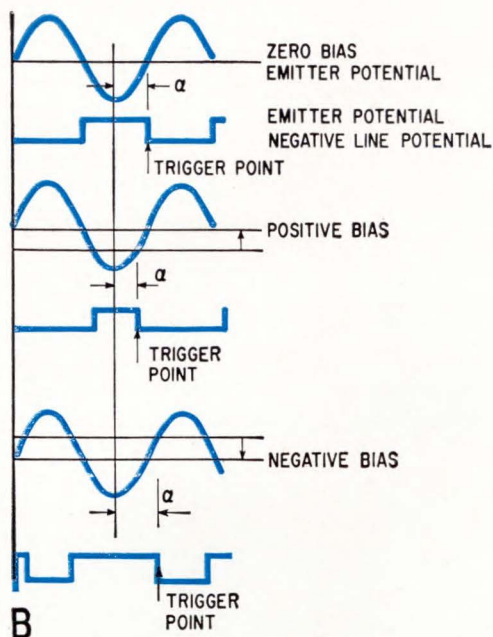 ZERO BIAS
EMITTER POTENTIAL
α
EMITTER POTENTIAL
NEGATIVE LINE POTENTIAL
TRIGGER POINT
POSITIVE BIAS
α
TRIGGER
POINT
NEGATIVE BIAS
α
TRIGGER
POINT
B